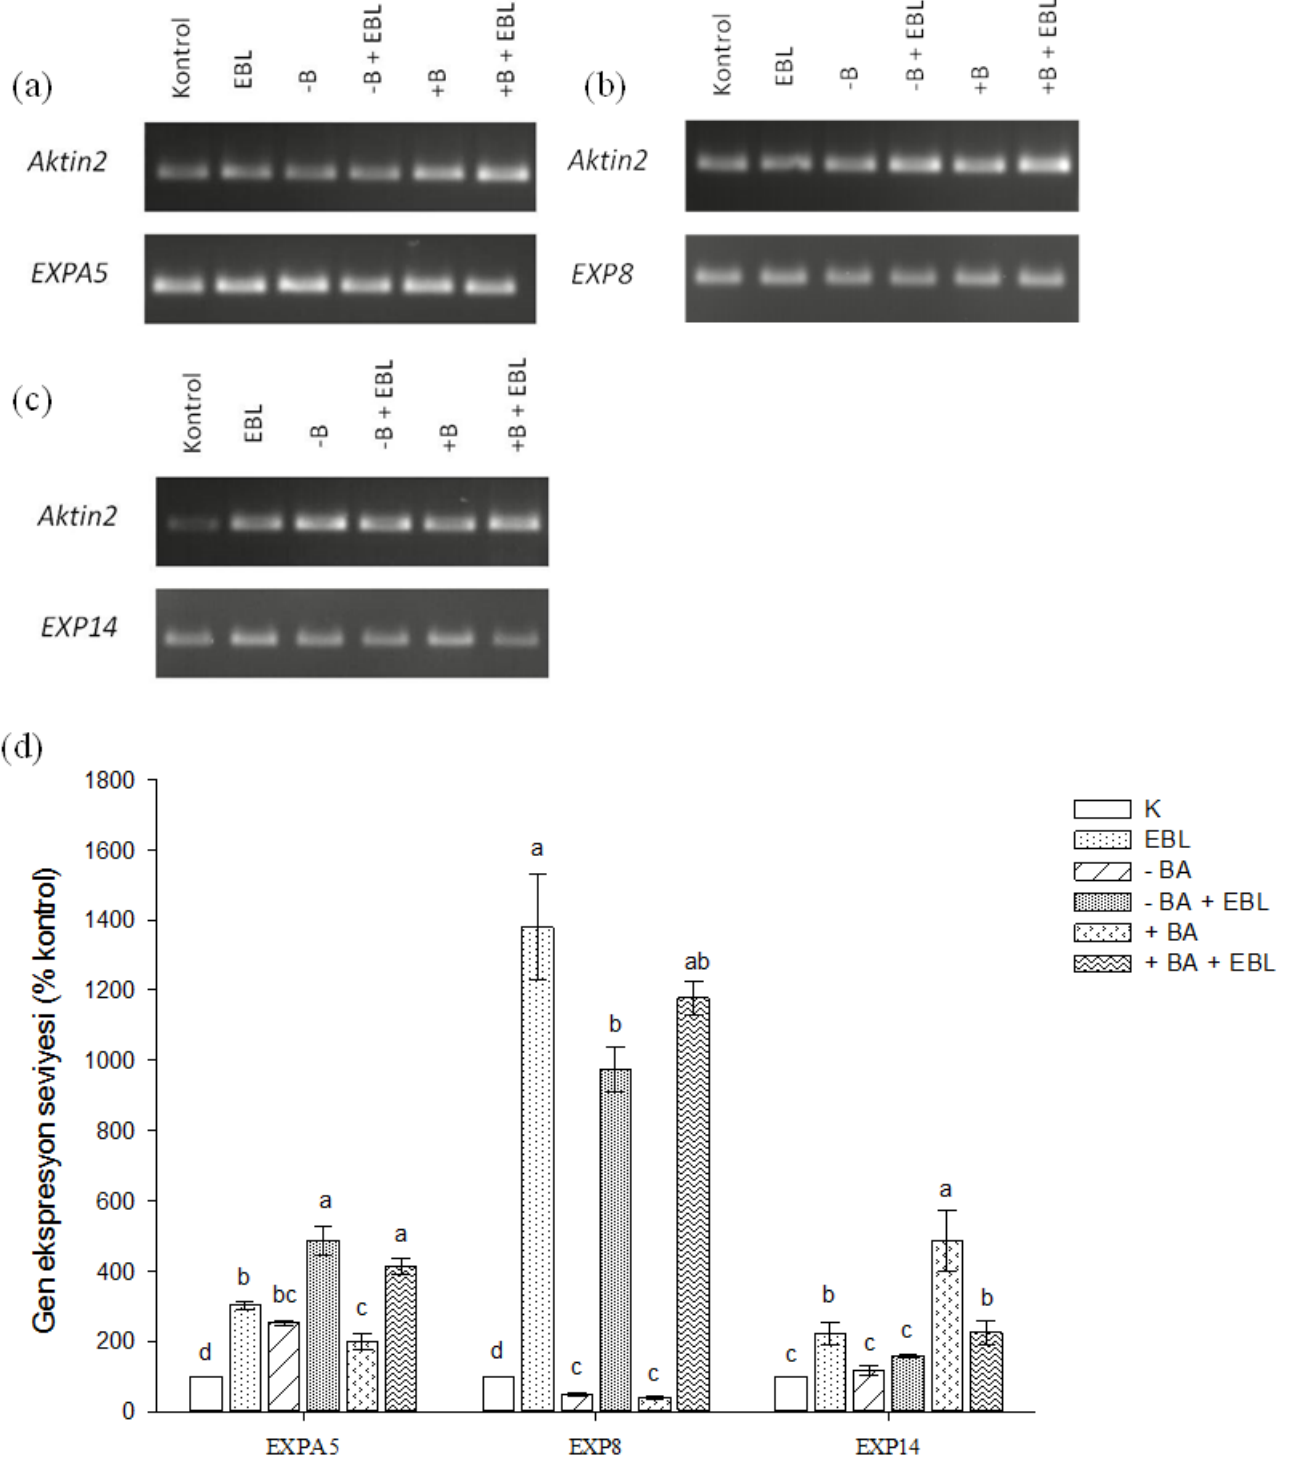 (a)
Kontrol
EBL
-B
-B + EBL
+B
+B + EBL
Aktin2
EXPA5
(b)
Kontrol
EBL
-B
-B + EBL
+B
+B + EBL
Aktin2
EXP8
(c)
Kontrol
EBL
-B
-B + EBL
+B
+B + EBL
Aktin2
EXP14
(d)
Gen ekspresyon seviyesi (% kontrol)
1800
1600
1400
1200
1000
800
600
400
200
0
d
b
bc
a
c
a
d
a
c
b
c
ab
c
b
c
c
a
b
EXPA5
EXP8
EXP14
K
EBL
- BA
- BA + EBL
+ BA
+ BA + EBL